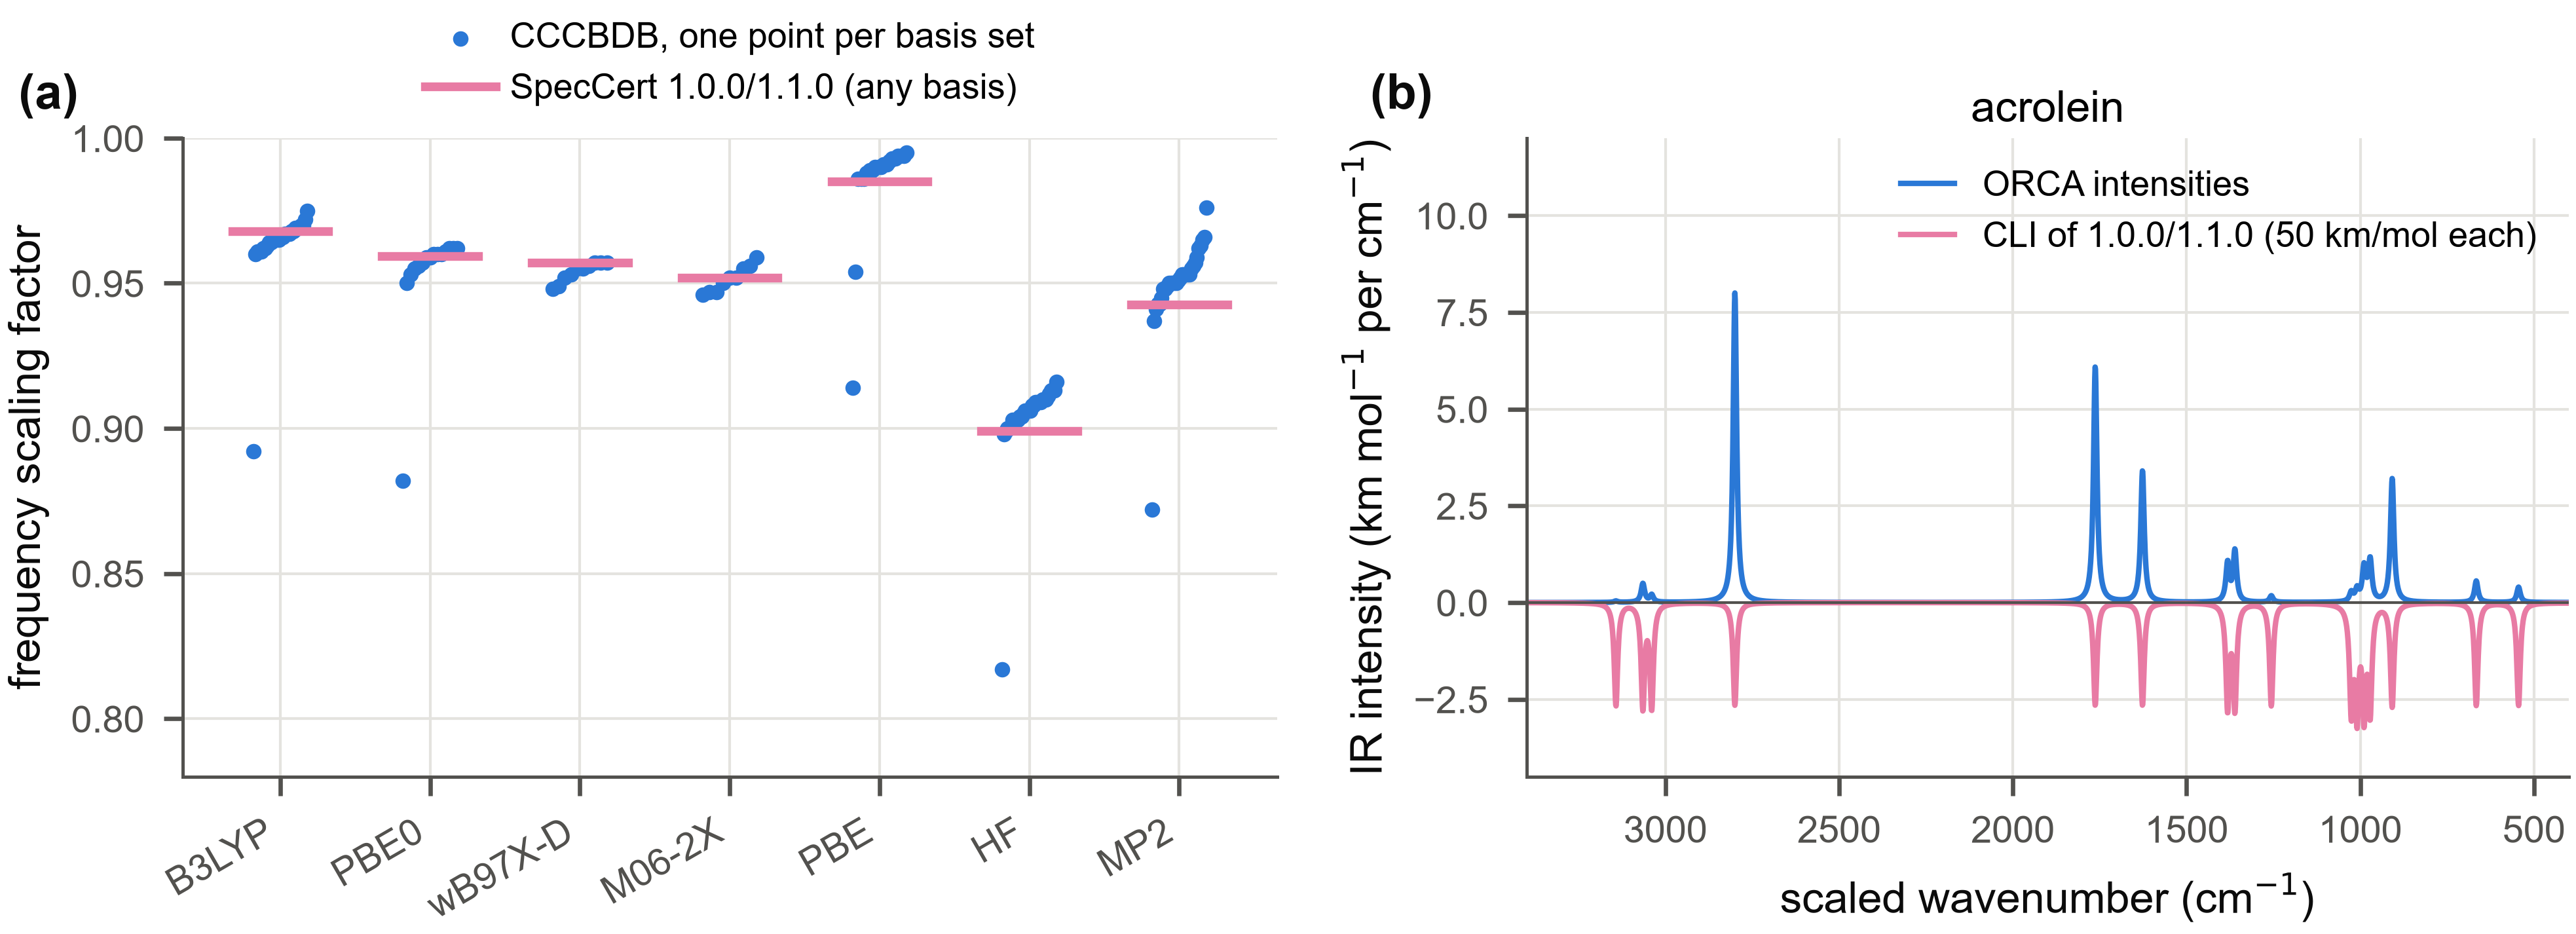 (a)
CCCBDB, one point per basis set
SpecCert 1.0.0/1.1.0 (any basis)
frequency scaling factor
1.00
0.95
0.90
0.85
0.80
B3LYP
PBE0
wB97X-D
M06-2X
PBE
HF
MP2
(b)
acrolein
ORCA intensities
CLI of 1.0.0/1.1.0 (50 km/mol each)
IR intensity (km mol⁻¹ per cm⁻¹)
10.0
7.5
5.0
2.5
0.0
−2.5
3000
2500
2000
1500
1000
500
scaled wavenumber (cm⁻¹)